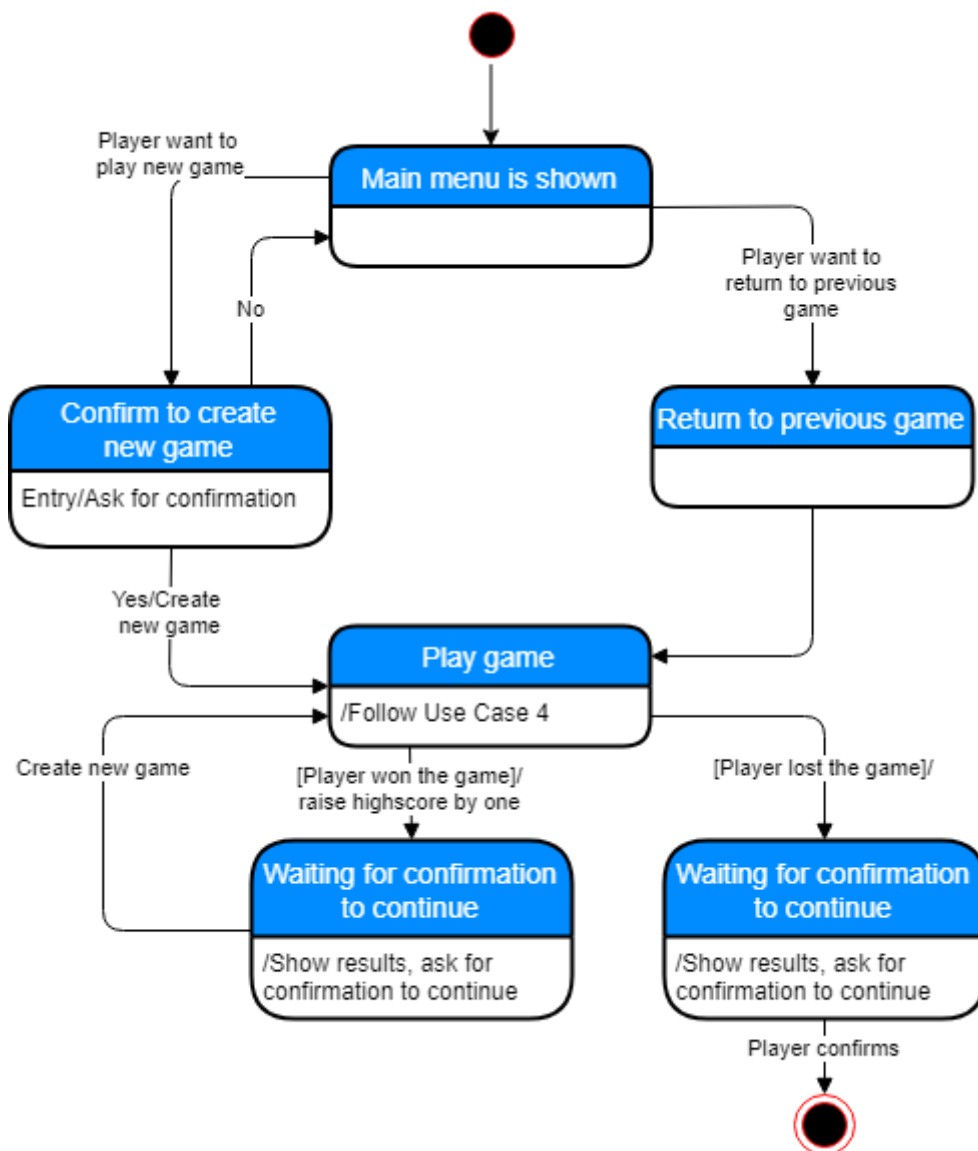 Player want to
play new game
Main menu is shown
Player want to
return to previous
game
No
Confirm to create
new game
Entry/Ask for confirmation
Return to previous game
Yes/Create
new game
Play game
/Follow Use Case 4
Create new game
[Player won the game]/
raise highscore by one
[Player lost the game]/
Waiting for confirmation
to continue
/Show results, ask for
confirmation to continue
Waiting for confirmation
to continue
/Show results, ask for
confirmation to continue
Player confirms